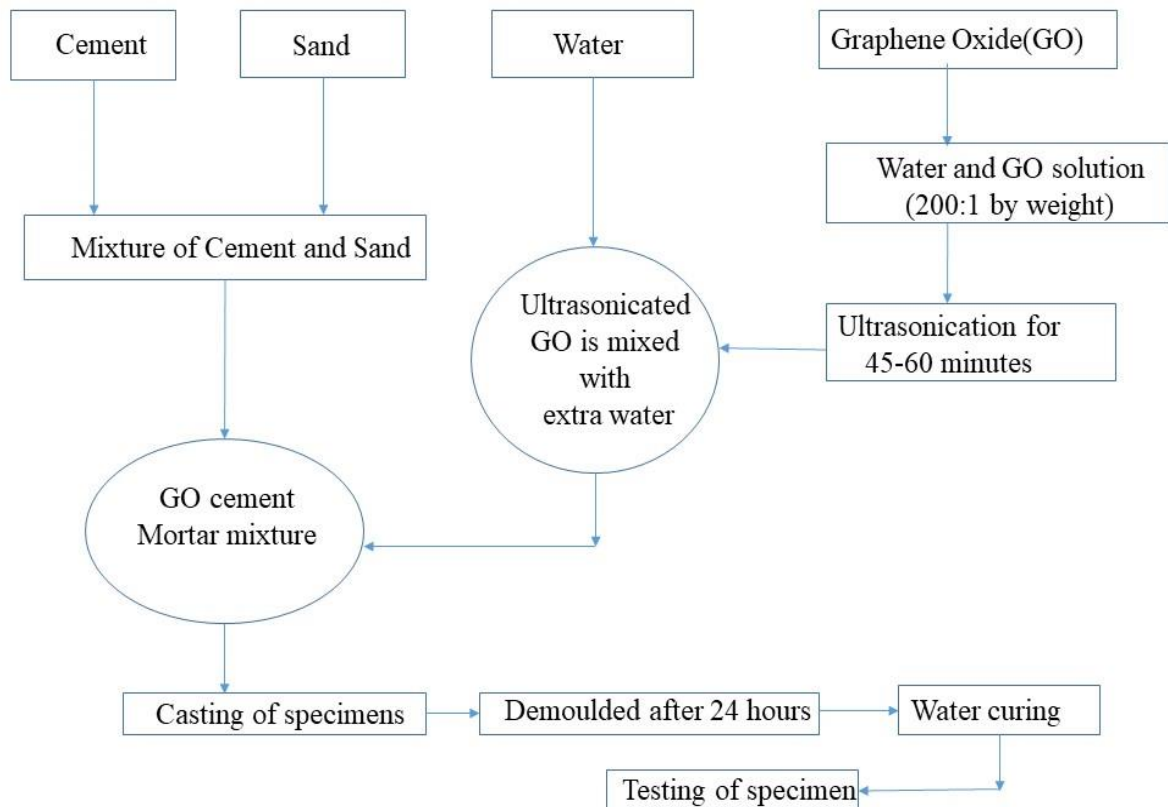 Cement
Sand
Water
Graphene Oxide(GO)
Water and GO solution
(200:1 by weight)
Mixture of Cement and Sand
Ultrasonicated
GO is mixed
with
extra water
Ultrasonication for
45-60 minutes
GO cement
Mortar mixture
Casting of specimens
Demoulded after 24 hours
Water curing
Testing of specimen